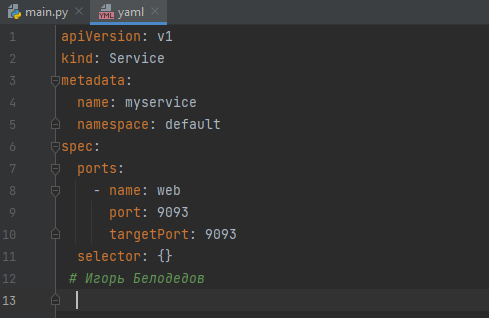 main.py
yaml
1 apiVersion: v1
2 kind: Service
3 metadata:
4 name: myservice
5 namespace: default
6 spec:
7 ports:
8 - name: web
9 port: 9093
10 targetPort: 9093
11 selector: {}
12 # Игорь Белодедов
13